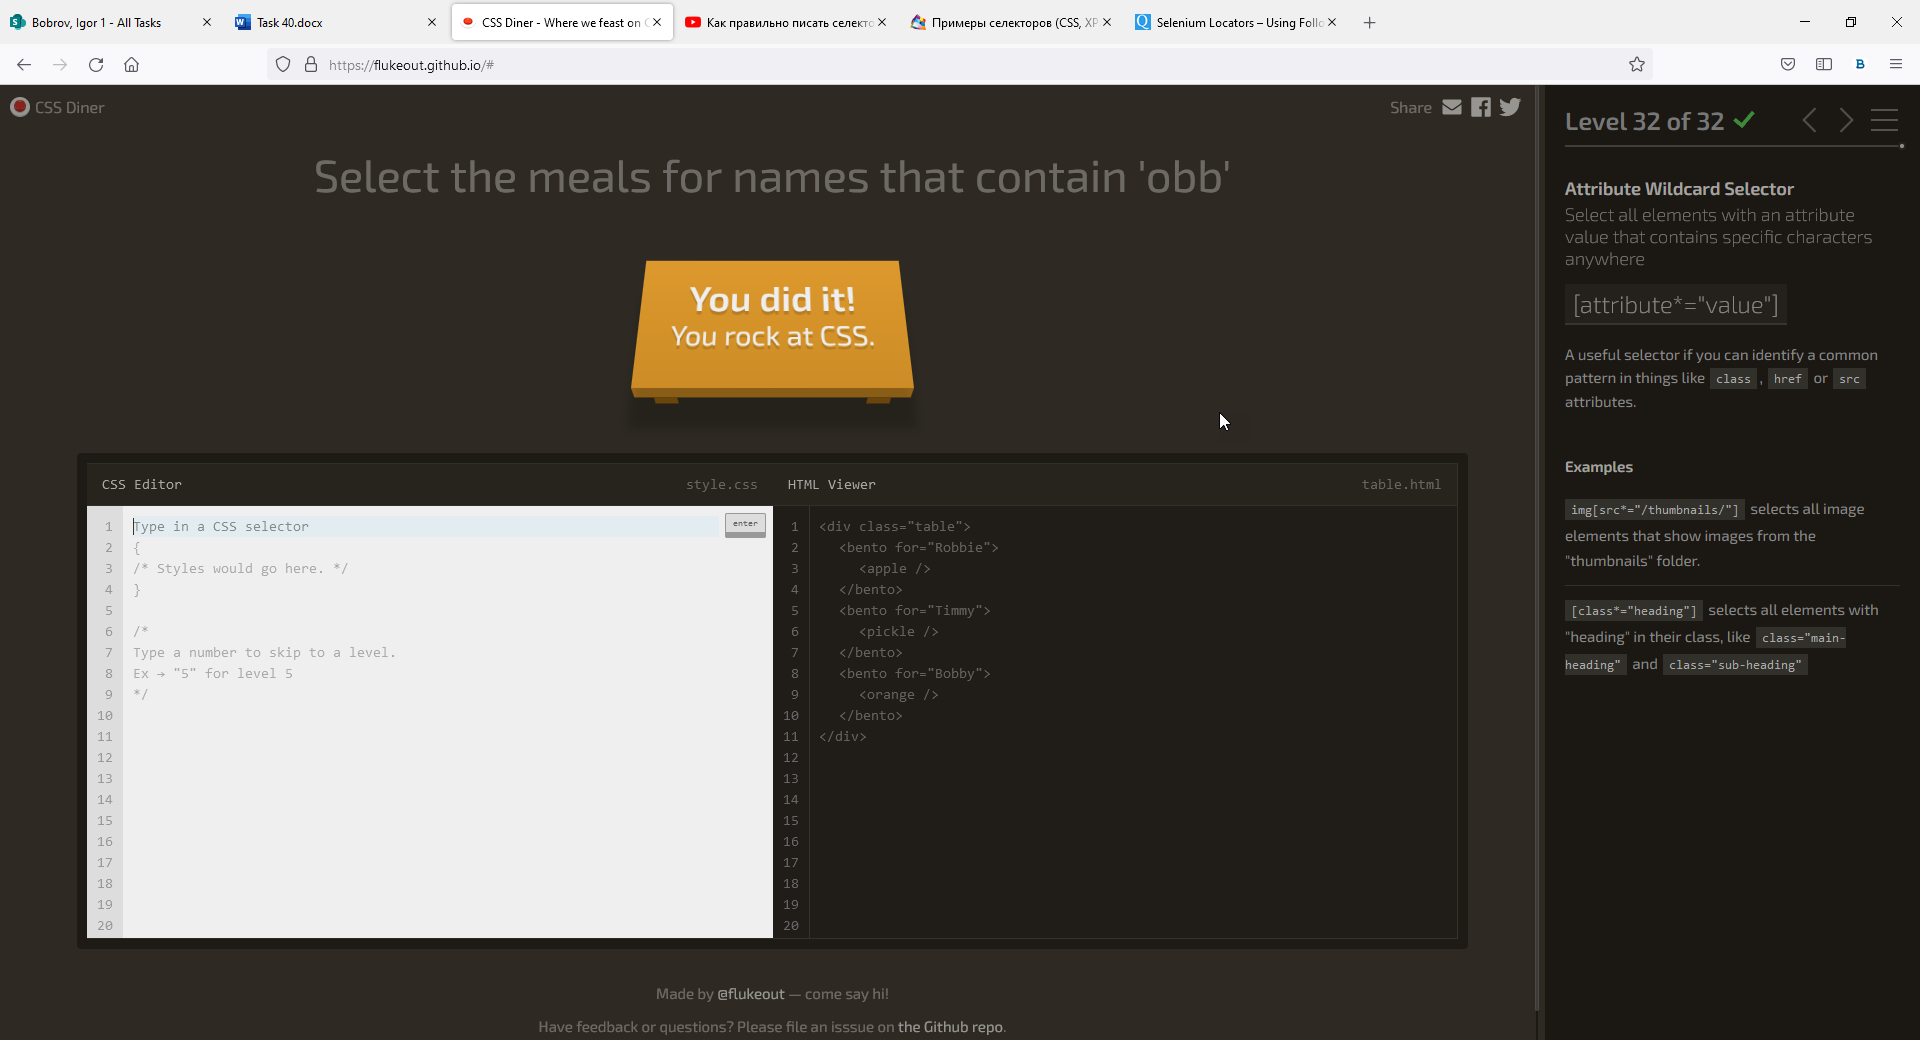 Bobrov, Igor 1 - All Tasks
Task 40.docx
CSS Diner - Where we feast on
Как правильно писать селект
Примеры селекторов (CSS, XP
Selenium Locators – Using Foll
https://flukeout.github.io/#
CSS Diner
Share
Select the meals for names that contain 'obb'
You did it!
You rock at CSS.
CSS Editor
style.css
1 Type in a CSS selector
enter
2 {
3 /* Styles would go here. */
4 }
5
6 /*
7 Type a number to skip to a level.
8 Ex → "5" for level 5
9 */
10
11
12
13
14
15
16
17
18
19
20
HTML Viewer
table.html
1 <div class="table">
2 <bento for="Robbie">
3 <apple />
4 </bento>
5 <bento for="Timmy">
6 <pickle />
7 </bento>
8 <bento for="Bobby">
9 <orange />
10 </bento>
11 </div>
12
13
14
15
16
17
18
19
20
Made by @flukeout — come say hi!
Have feedback or questions? Please file an isssue on the Github repo.
Level 32 of 32
Attribute Wildcard Selector
Select all elements with an attribute
value that contains specific characters
anywhere
[attribute*="value"]
A useful selector if you can identify a common
pattern in things like class , href or src
attributes.
Examples
img[src*="/thumbnails/"] selects all image
elements that show images from the
"thumbnails" folder.
[class*="heading"] selects all elements with
"heading" in their class, like class="main-
heading" and class="sub-heading"